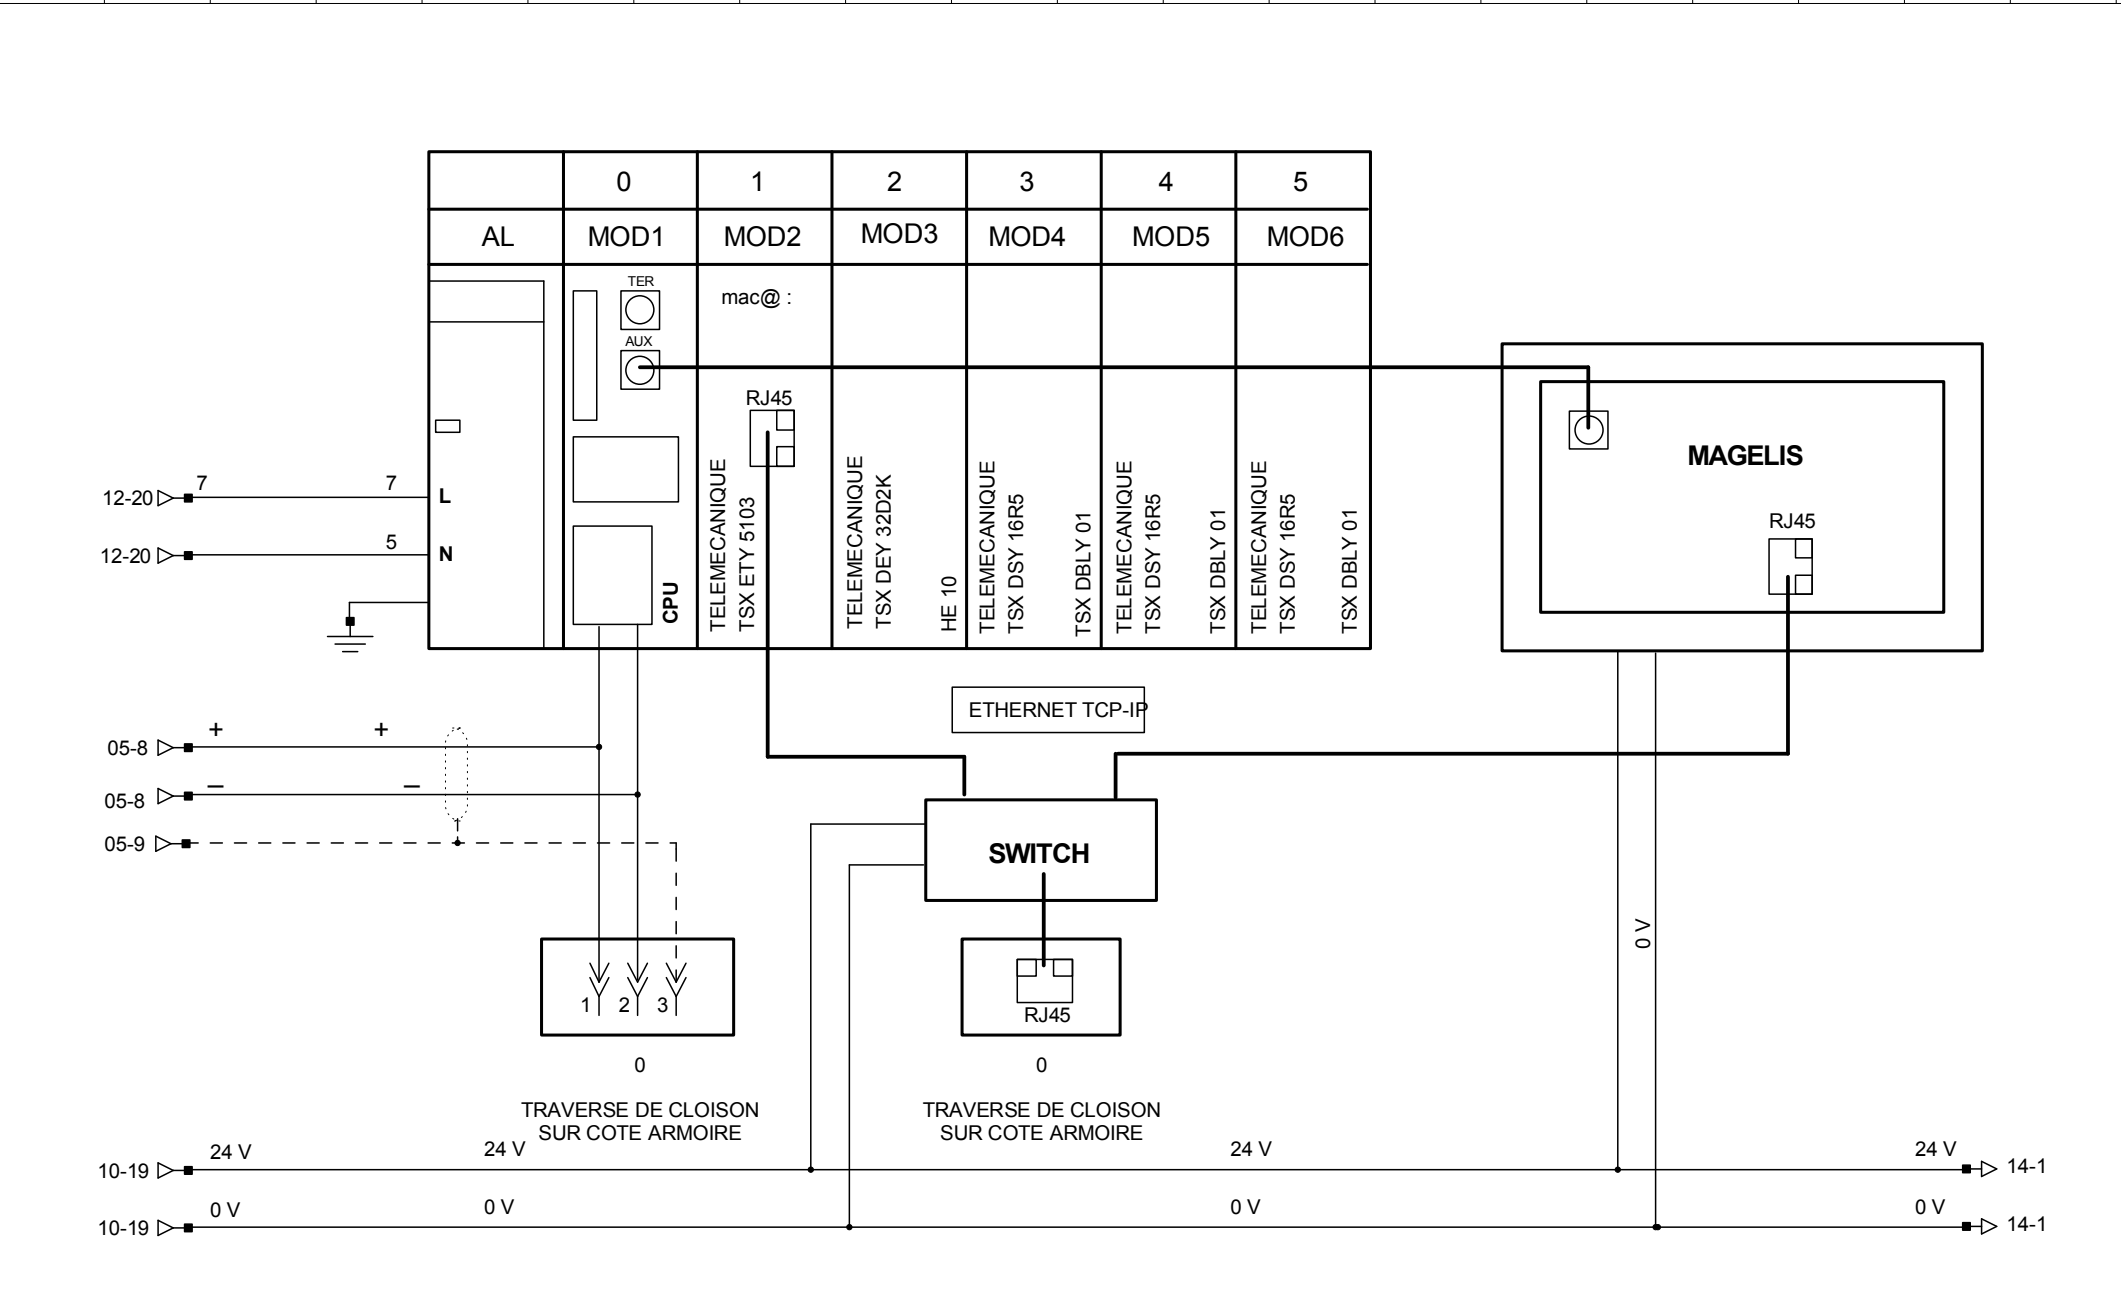 0 1 2 3 4 5
AL MOD1 MOD2 MOD3 MOD4 MOD5 MOD6
TER
mac@ :
AUX
RJ45
TELEMECANIQUE
TSX ETY 5103
TELEMECANIQUE
TSX DEY 32D2K
HE 10
TELEMECANIQUE
TSX DSY 16R5
TSX DBLY 01
TELEMECANIQUE
TSX DSY 16R5
TSX DBLY 01
TELEMECANIQUE
TSX DSY 16R5
TSX DBLY 01
CPU
MAGELIS
RJ45
12-20 7 7 L
12-20 5 N
ETHERNET TCP-IP
05-8 + +
05-8 – –
05-9
SWITCH
0 V
1 2 3
RJ45
0
0
TRAVERSE DE CLOISON
SUR COTE ARMOIRE
TRAVERSE DE CLOISON
SUR COTE ARMOIRE
10-19 24 V 24 V 24 V 24 V 14-1
10-19 0 V 0 V 0 V 0 V 14-1